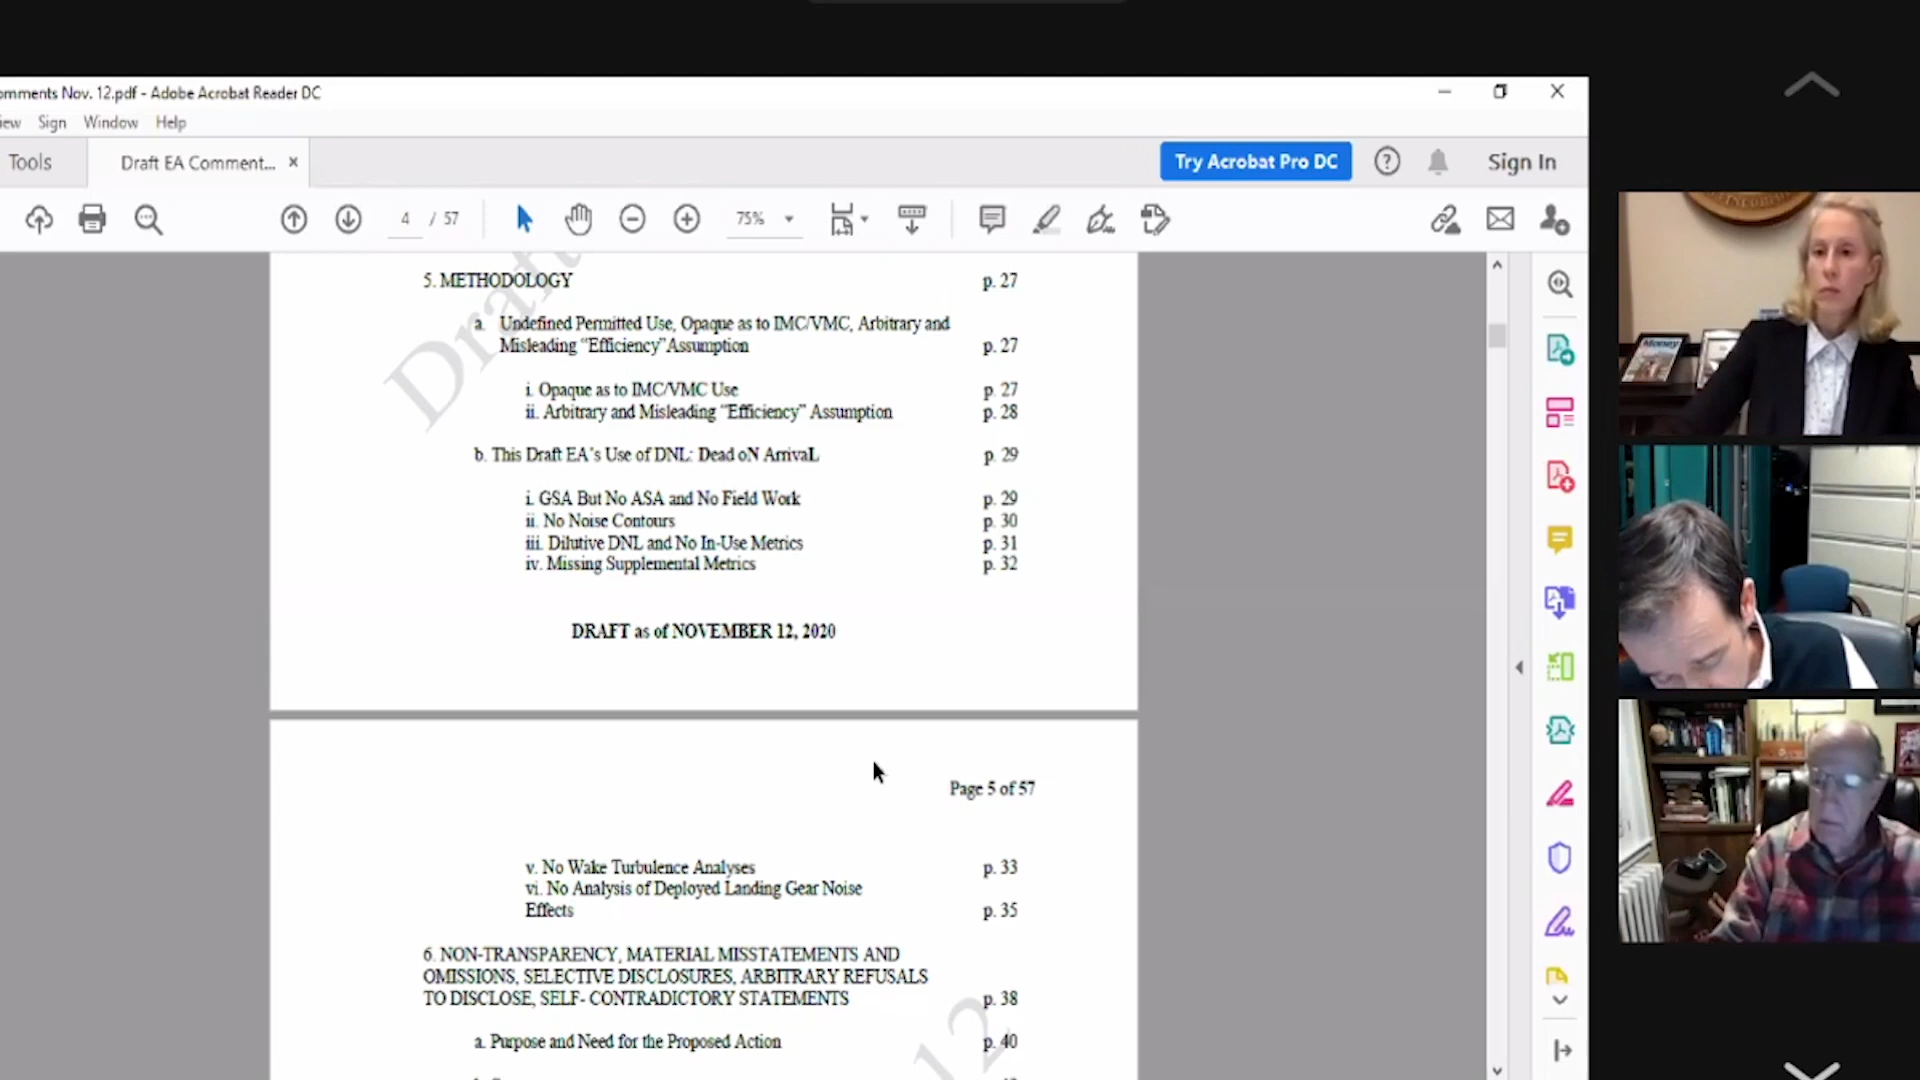 omments Nov. 12.pdf - Adobe Acrobat Reader DC
iew Sign Window Help
Tools Draft EA Comment... ×
Try Acrobat Pro DC
Sign In
4 / 57
75%
Draft
5. METHODOLOGY p. 27
a. Undefined Permitted Use, Opaque as to IMC/VMC, Arbitrary and
Misleading “Efficiency”Assumption p. 27
i. Opaque as to IMC/VMC Use p. 27
ii. Arbitrary and Misleading “Efficiency” Assumption p. 28
b. This Draft EA’s Use of DNL: Dead oN ArrivaL p. 29
i. GSA But No ASA and No Field Work p. 29
ii. No Noise Contours p. 30
iii. Dilutive DNL and No In-Use Metrics p. 31
iv. Missing Supplemental Metrics p. 32
DRAFT as of NOVEMBER 12, 2020
Page 5 of 57
v. No Wake Turbulence Analyses p. 33
vi. No Analysis of Deployed Landing Gear Noise
Effects p. 35
6. NON-TRANSPARENCY, MATERIAL MISSTATEMENTS AND
OMISSIONS, SELECTIVE DISCLOSURES, ARBITRARY REFUSALS
TO DISCLOSE, SELF- CONTRADICTORY STATEMENTS p. 38
a. Purpose and Need for the Proposed Action p. 40
12
Money